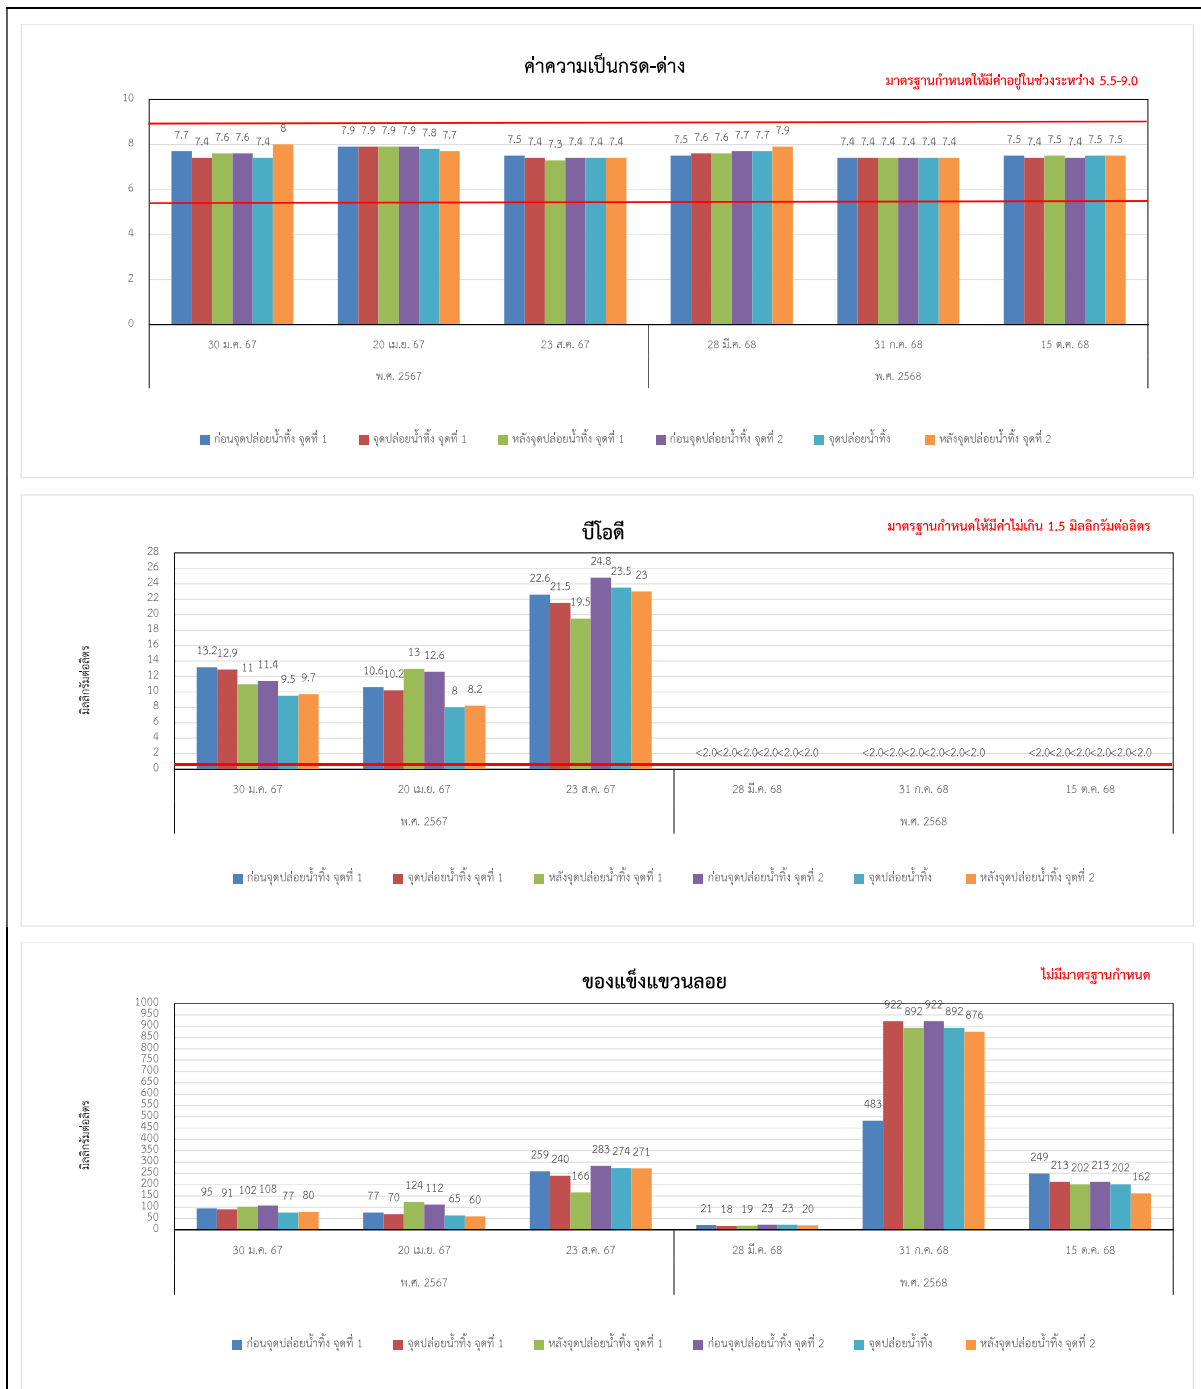 ค่าความเป็นกรด-ด่าง
มาตรฐานกำหนดให้มีค่าอยู่ในช่วงระหว่าง 5.5-9.0
10
8
6
4
2
0
7.7 7.4 7.6 7.6 7.4 8
7.9 7.9 7.9 7.9 7.8 7.7
7.5 7.4 7.3 7.4 7.4 7.4
7.5 7.6 7.6 7.7 7.7 7.9
7.4 7.4 7.4 7.4 7.4 7.4
7.5 7.4 7.5 7.4 7.5 7.5
30 ม.ค. 67 20 เม.ย. 67 23 ส.ค. 67 28 มี.ค. 68 31 ก.ค. 68 15 ต.ค. 68
พ.ศ. 2567 พ.ศ. 2568
ก่อนจุดปล่อยน้ำทิ้ง จุดที่ 1 จุดปล่อยน้ำทิ้ง จุดที่ 1 หลังจุดปล่อยน้ำทิ้ง จุดที่ 1 ก่อนจุดปล่อยน้ำทิ้ง จุดที่ 2 จุดปล่อยน้ำทิ้ง หลังจุดปล่อยน้ำทิ้ง จุดที่ 2
บีโอดี
มาตรฐานกำหนดให้มีค่าไม่เกิน 1.5 มิลลิกรัมต่อลิตร
มิลลิกรัมต่อลิตร
28
26
24
22
20
18
16
14
12
10
8
6
4
2
0
13.2 12.9 11 11.4 9.5 9.7
10.6 10.2 13 12.6 8 8.2
22.6 21.5 19.5 24.8 23.5 23
<2.0 <2.0 <2.0 <2.0 <2.0 <2.0
<2.0 <2.0 <2.0 <2.0 <2.0 <2.0
<2.0 <2.0 <2.0 <2.0 <2.0 <2.0
30 ม.ค. 67 20 เม.ย. 67 23 ส.ค. 67 28 มี.ค. 68 31 ก.ค. 68 15 ต.ค. 68
พ.ศ. 2567 พ.ศ. 2568
ก่อนจุดปล่อยน้ำทิ้ง จุดที่ 1 จุดปล่อยน้ำทิ้ง จุดที่ 1 หลังจุดปล่อยน้ำทิ้ง จุดที่ 1 ก่อนจุดปล่อยน้ำทิ้ง จุดที่ 2 จุดปล่อยน้ำทิ้ง หลังจุดปล่อยน้ำทิ้ง จุดที่ 2
ของแข็งแขวนลอย
ไม่มีมาตรฐานกำหนด
มิลลิกรัมต่อลิตร
1000
950
900
850
800
750
700
650
600
550
500
450
400
350
300
250
200
150
100
50
0
95 91 102 108 77 80
77 70 124 112 65 60
259 240 166 283 274 271
21 18 19 23 23 20
483 922 892 922 892 876
249 213 202 213 202 162
30 ม.ค. 67 20 เม.ย. 67 23 ส.ค. 67 28 มี.ค. 68 31 ก.ค. 68 15 ต.ค. 68
พ.ศ. 2567 พ.ศ. 2568
ก่อนจุดปล่อยน้ำทิ้ง จุดที่ 1 จุดปล่อยน้ำทิ้ง จุดที่ 1 หลังจุดปล่อยน้ำทิ้ง จุดที่ 1 ก่อนจุดปล่อยน้ำทิ้ง จุดที่ 2 จุดปล่อยน้ำทิ้ง หลังจุดปล่อยน้ำทิ้ง จุดที่ 2